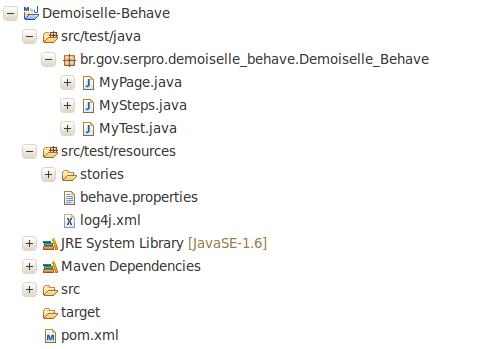 Demoiselle-Behave
src/test/java
br.gov.serpro.demoiselle_behave.Demoiselle_Behave
MyPage.java
MySteps.java
MyTest.java
src/test/resources
stories
behave.properties
log4j.xml
JRE System Library [JavaSE-1.6]
Maven Dependencies
src
target
pom.xml